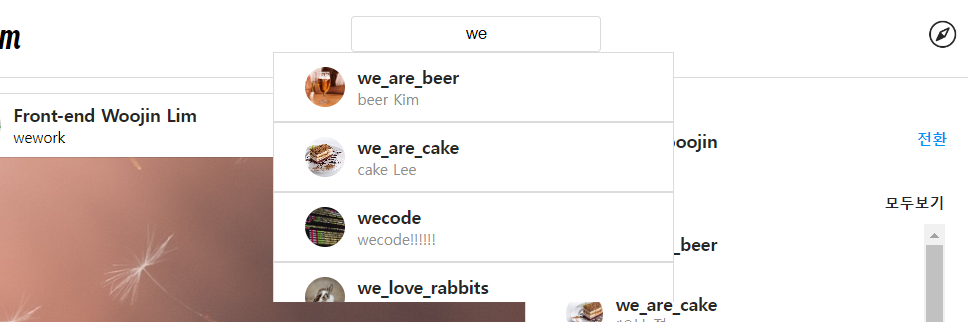 m
we
we_are_beer
beer Kim
we_are_cake
cake Lee
wecode
wecode!!!!!!
we_love_rabbits
Front-end Woojin Lim
wework
oojin
전환
모두보기
_beer
we_are_cake